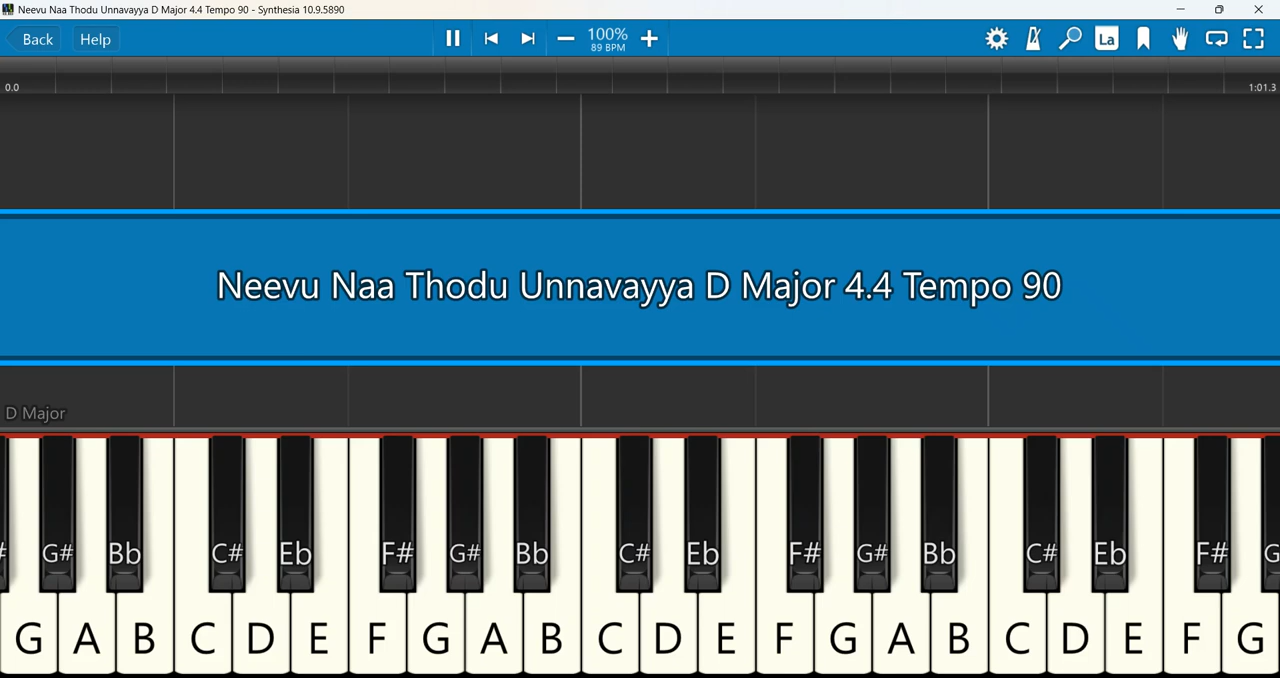 Neevu Naa Thodu Unnavayya D Major 4.4 Tempo 90 - Synthesia 10.9.5890
Back Help 100% La
89 BPM
0.0 1:01.3
Neevu Naa Thodu Unnavayya D Major 4.4 Tempo 90
D Major
# G# Bb C# Eb F# G# Bb C# Eb F# G# Bb C# Eb F# G
G A B C D E F G A B C D E F G A B C D E F G